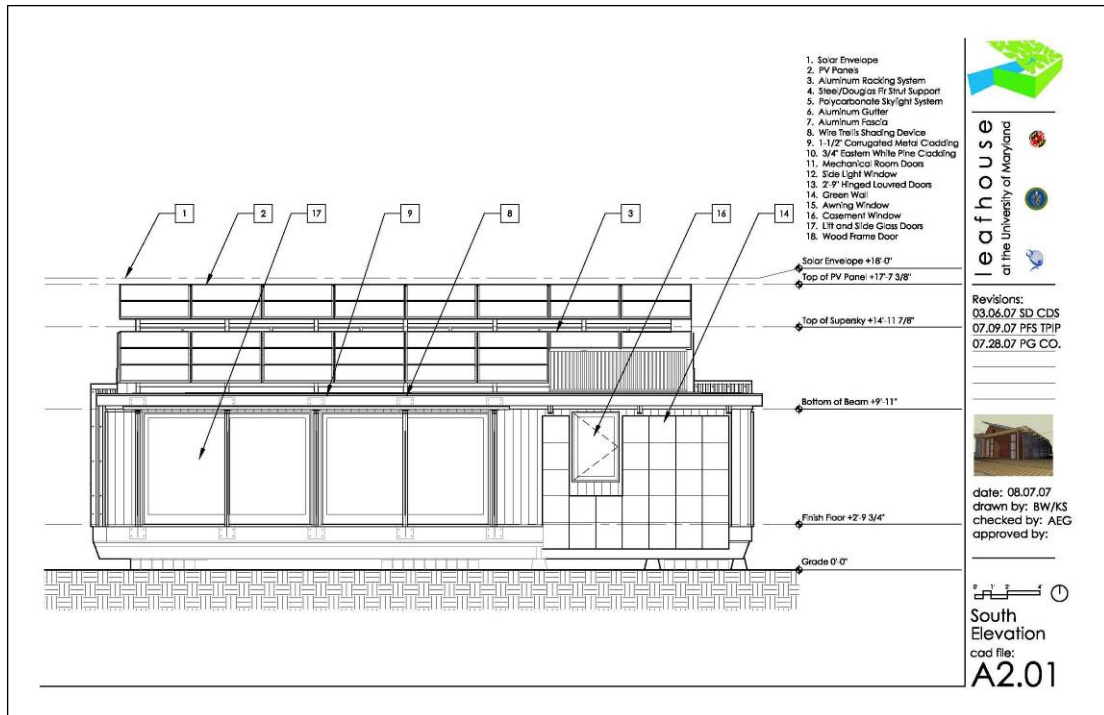 1. Solar Envelope
2. PV Panels
3. Aluminum Racking System
4. Steel/Douglas Fir Strut Support
5. Polycarbonate Skylight System
6. Aluminum Gutter
7. Aluminum Fascia
8. Wire Trellis Shading Device
9. 1-1/2" Corrugated Metal Cladding
10. 3/4" Eastern White Pine Cladding
11. Mechanical Room Doors
12. Side Light Window
13. 2'-9" Hinged Louvred Doors
14. Green Wall
15. Awning Window
16. Casement Window
17. Lift and Slide Glass Doors
18. Wood Frame Door
1 2 17 9 8 3 16 14
Solar Envelope +18'-0"
Top of PV Panel +17'-7 3/8"
Top of Supersky +14'-11 7/8"
Bottom of Beam +9'-11"
Finish Floor +2'-9 3/4"
Grade 0'-0"
leafhouse
at the University of Maryland
Revisions:
03.06.07 SD CDS
07.09.07 PFS TPIP
07.28.07 PG CO.
date: 08.07.07
drawn by: BW/KS
checked by: AEG
approved by:
0' 1' 2' 4'
South
Elevation
cad file:
A2.01